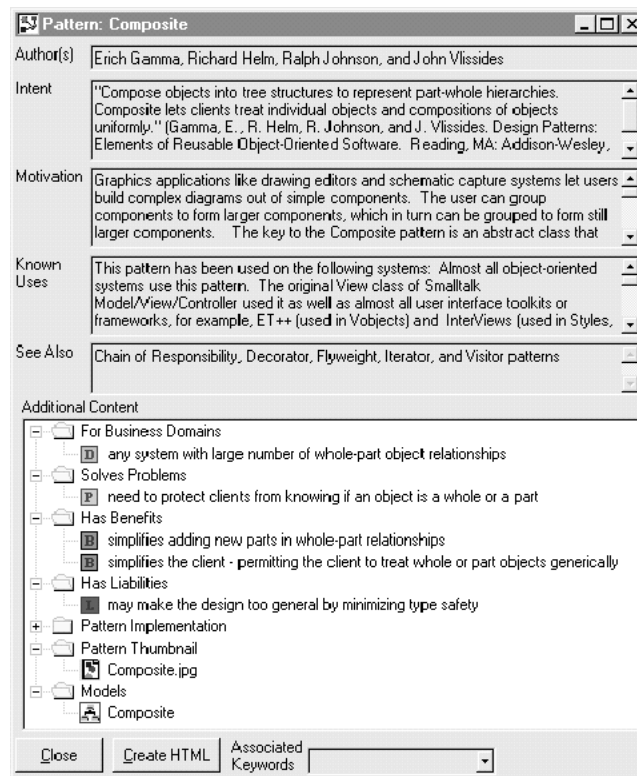 Pattern: Composite
Author(s)
Erich Gamma, Richard Helm, Ralph Johnson, and John Vlissides
Intent
"Compose objects into tree structures to represent part-whole hierarchies.
Composite lets clients treat individual objects and compositions of objects
uniformly." (Gamma, E., R. Helm, R. Johnson, and J. Vlissides. Design Patterns:
Elements of Reusable Object-Oriented Software.  Reading, MA: Addison-Wesley,
Motivation
Graphics applications like drawing editors and schematic capture systems let users
build complex diagrams out of simple components.  The user can group
components to form larger components, which in turn can be grouped to form still
larger components.    The key to the Composite pattern is an abstract class that
Known
Uses
This pattern has been used on the following systems:  Almost all object-oriented
systems use this pattern.  The original View class of Smalltalk
Model/View/Controller used it as well as almost all user interface toolkits or
frameworks, for example, ET++ (used in Vobjects) and  InterViews (used in Styles,
See Also
Chain of Responsibility, Decorator, Flyweight, Iterator, and Visitor patterns
Additional Content
For Business Domains
D any system with large number of whole-part object relationships
Solves Problems
P need to protect clients from knowing if an object is a whole or a part
Has Benefits
B simplifies adding new parts in whole-part relationships
B simplifies the client - permitting the client to treat whole or part objects generically
Has Liabilities
L may make the design too general by minimizing type safety
Pattern Implementation
Pattern Thumbnail
Composite.jpg
Models
Composite
Close
Create HTML
Associated
Keywords